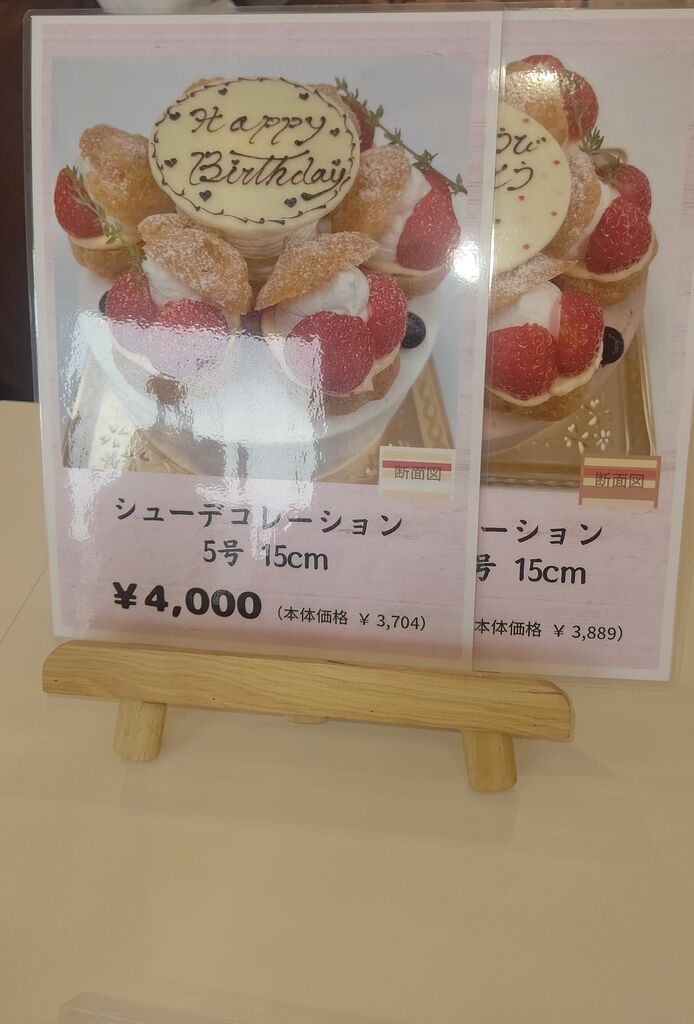 Happy
Birthday
断面図
シューデコレーション
5号 15cm
¥4,000 (本体価格 ¥ 3,704)
断面図
ーション
号 15cm
本体価格 ¥ 3,889)